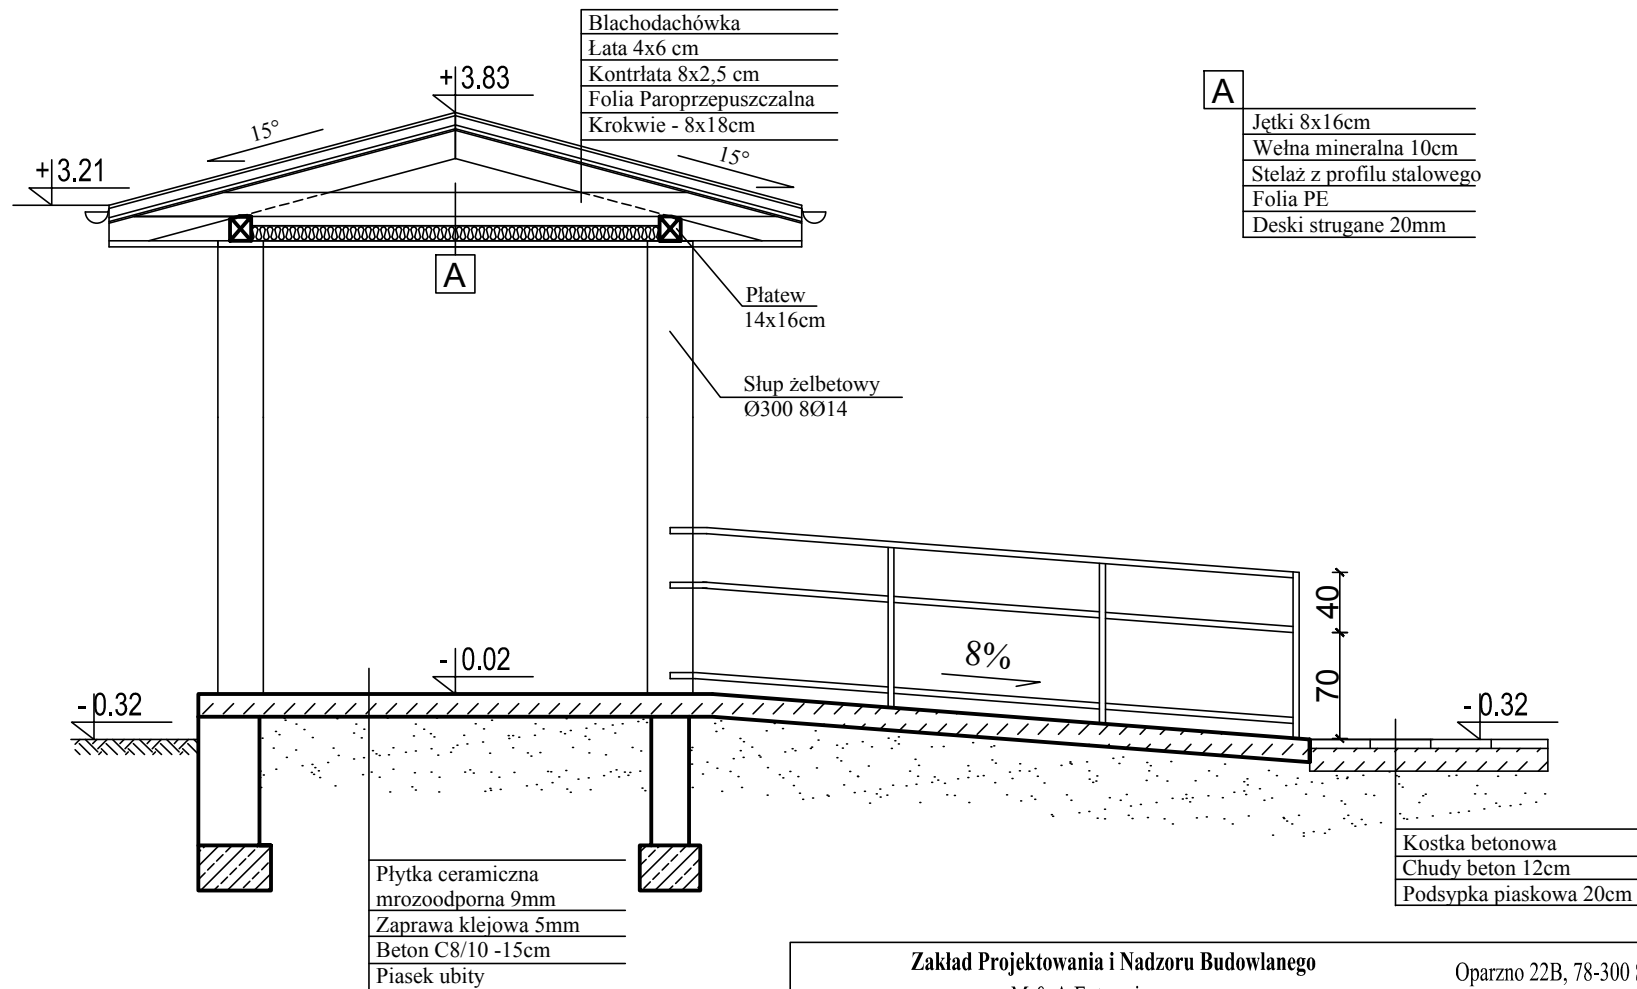 Blachodachówka
Łata 4x6 cm
Kontrłata 8x2,5 cm
Folia Paroprzepuszczalna
Krokwie - 8x18cm
+3.83
15°
15°
+3.21
A
Jętki 8x16cm
Wełna mineralna 10cm
Stelaż z profilu stalowego
Folia PE
Deski strugane 20mm
A
Płatew
14x16cm
Słup żelbetowy
Ø300 8Ø14
40
70
8%
- 0.02
- 0.32
- 0.32
Płytka ceramiczna
mrozoodporna 9mm
Zaprawa klejowa 5mm
Beton C8/10 -15cm
Piasek ubity
Kostka betonowa
Chudy beton 12cm
Podsypka piaskowa 20cm
Zakład Projektowania i Nadzoru Budowlanego
Oparzno 22B, 78-300